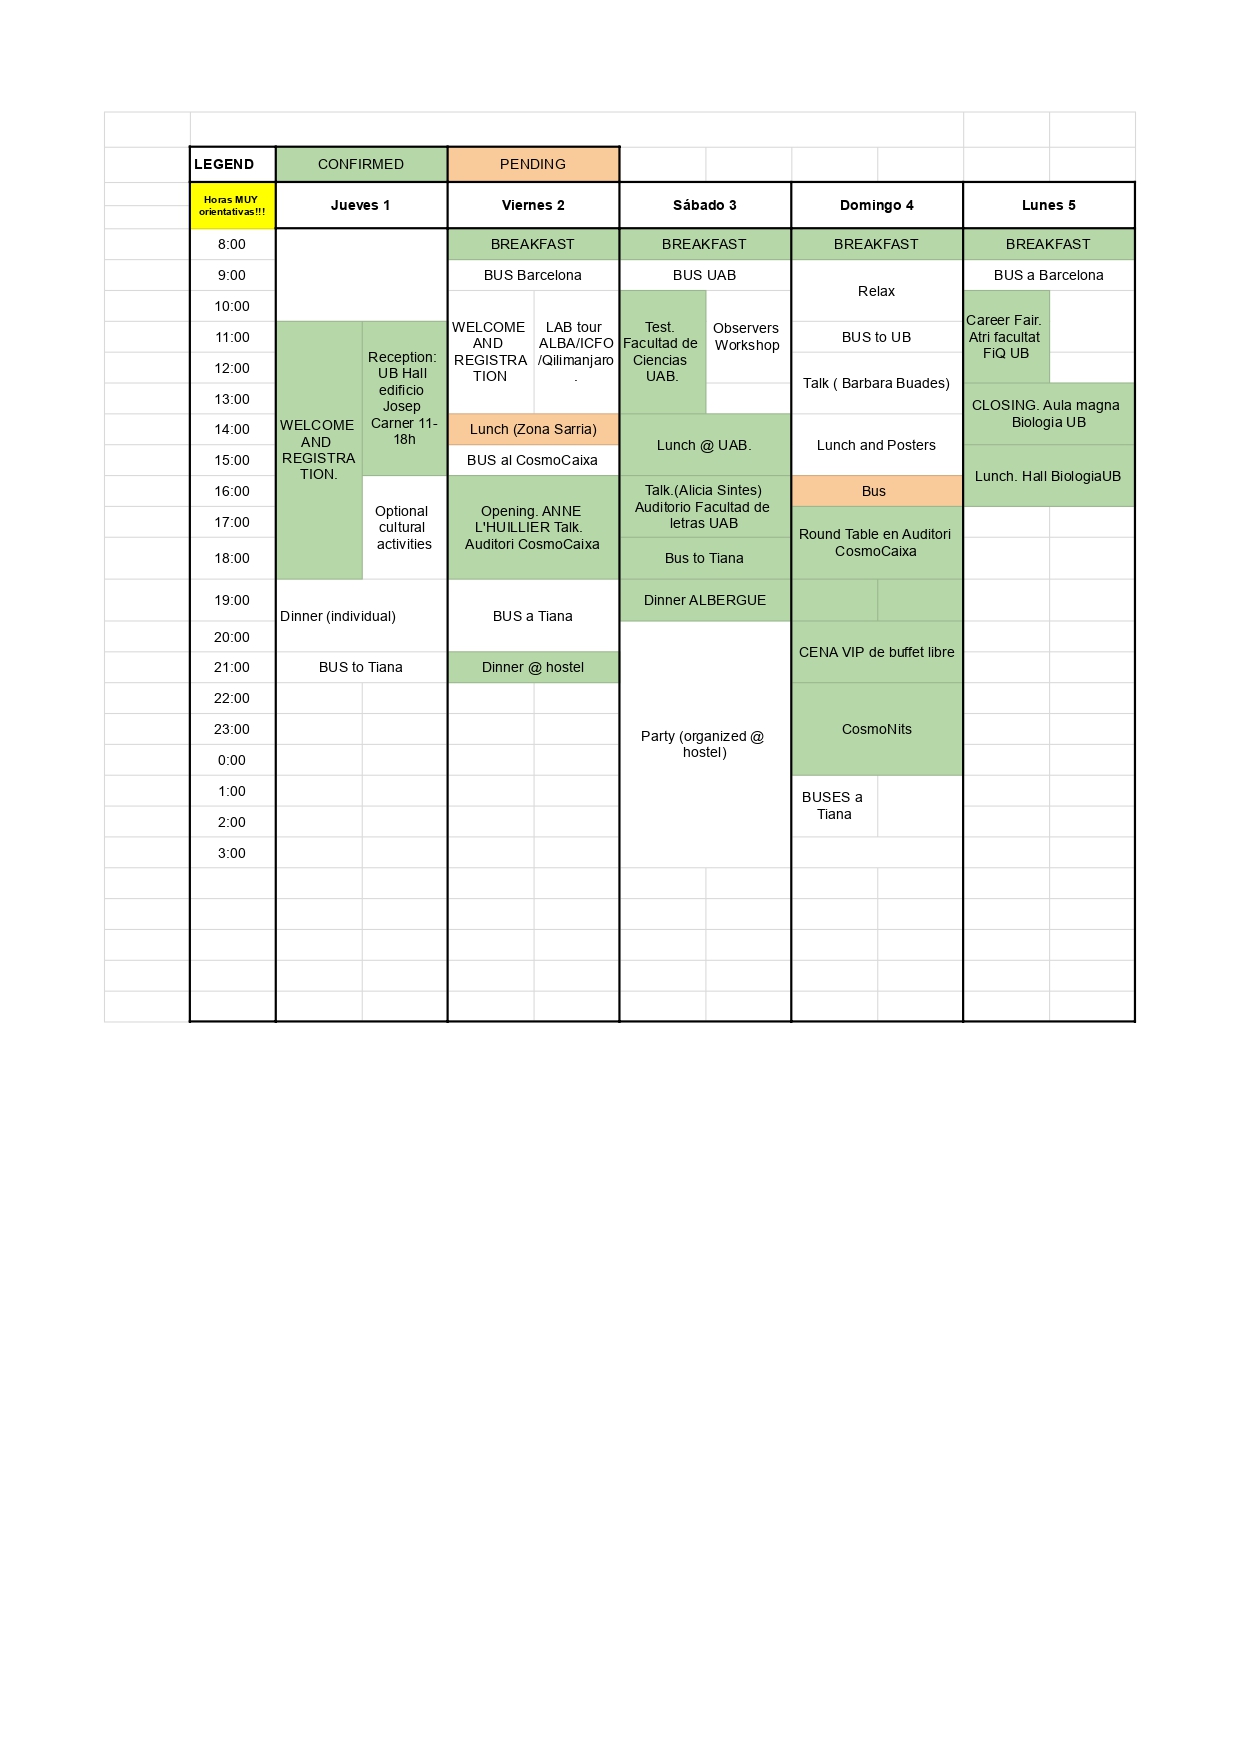 LEGEND CONFIRMED PENDING
Horas MUY
orientativas!!!
Jueves 1 Viernes 2 Sábado 3 Domingo 4 Lunes 5
8:00 BREAKFAST BREAKFAST BREAKFAST BREAKFAST
9:00 BUS Barcelona BUS UAB BUS a Barcelona
Relax
10:00
WELCOME
AND
REGISTRA
TION
LAB tour
ALBA/ICFO
/Qilimanjaro
.
Test.
Facultad de
Ciencias
UAB.
Observers
Workshop
Career Fair.
Atri facultat
FiQ UB
11:00
WELCOME
AND
REGISTRA
TION.
Reception:
UB Hall
edificio
Josep
Carner 11-
18h
BUS to UB
12:00
Talk ( Barbara Buades)
13:00
CLOSING. Aula magna
Biologia UB
14:00 Lunch (Zona Sarria)
Lunch @ UAB.
Lunch and Posters
15:00 BUS al CosmoCaixa
Lunch. Hall BiologiaUB
16:00
Optional
cultural
activities
Opening. ANNE
L'HUILLIER Talk.
Auditori CosmoCaixa
Talk.(Alicia Sintes)
Auditorio Facultad de
letras UAB
Bus
17:00
Round Table en Auditori
CosmoCaixa
18:00 Bus to Tiana
19:00 Dinner ALBERGUE
Dinner (individual)
BUS a Tiana
20:00
CENA VIP de buffet libre
21:00 BUS to Tiana Dinner @ hostel
22:00
23:00
Party (organized @
hostel)
CosmoNits
0:00
1:00
BUSES a
Tiana
2:00
3:00